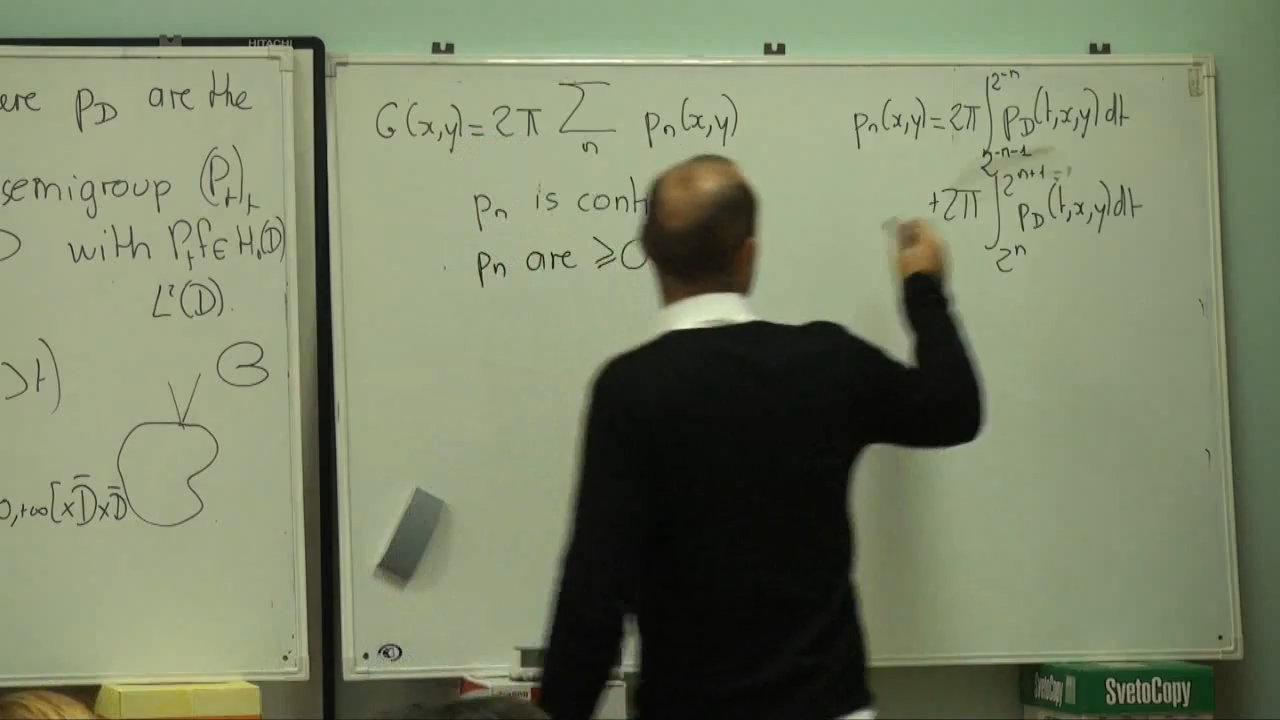 HITACHI
ere p_D are the
semigroup (P_t)_t
with P_t f ∈ H_0(D)
L²(D).
>t)
0,+∞[×D̄×D̄
G(x,y)=2π Σ_n p_n(x,y)
p_n is cont
p_n are ⩾0
p_n(x,y)=2π∫_{2^{-n-1}}^{2^{-n}} p_D(t,x,y)dt
+2π∫_{2^n}^{2^{n+1}} p_D(t,x,y)dt
SvetoCopy